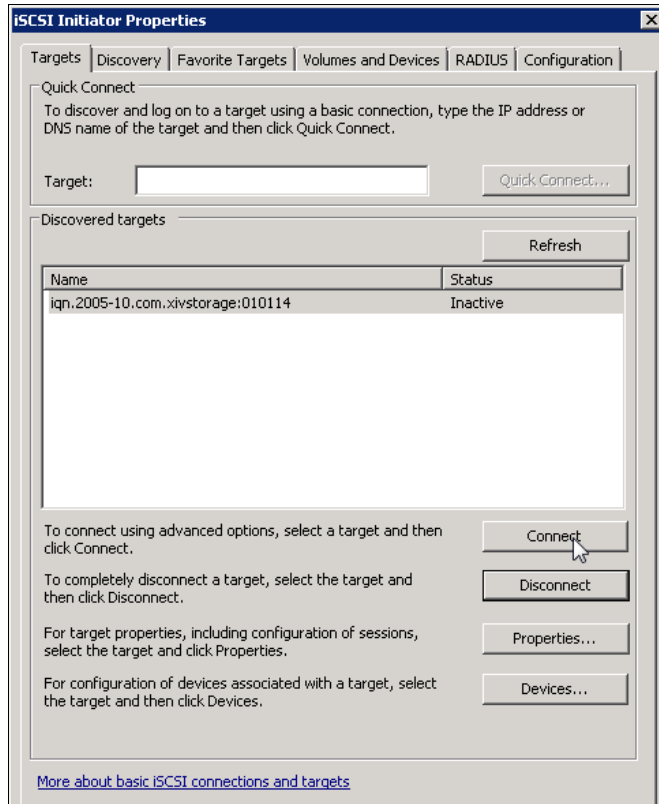 iSCSI Initiator Properties
Targets Discovery Favorite Targets Volumes and Devices RADIUS Configuration
Quick Connect
To discover and log on to a target using a basic connection, type the IP address or
DNS name of the target and then click Quick Connect.
Target: Quick Connect...
Discovered targets
Refresh
Name Status
iqn.2005-10.com.xivstorage:010114 Inactive
To connect using advanced options, select a target and then
click Connect.
Connect
To completely disconnect a target, select the target and
then click Disconnect.
Disconnect
For target properties, including configuration of sessions,
select the target and click Properties.
Properties...
For configuration of devices associated with a target, select
the target and then click Devices.
Devices...
More about basic iSCSI connections and targets